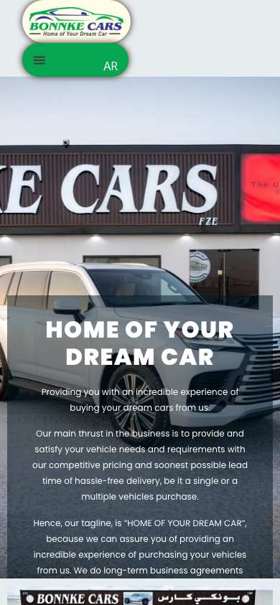 BONNKE CARS
Home of Your Dream Car
AR
KE CARS
FZE
HOME OF YOUR
DREAM CAR
Providing you with an incredible experience of
buying your dream cars from us.
Our main thrust in the business is to provide and
satisfy your vehicle needs and requirements with
our competitive pricing and soonest possible lead
time of hassle-free delivery, be it a single or a
multiple vehicles purchase.
Hence, our tagline, is “HOME OF YOUR DREAM CAR”,
because we can assure you of providing an
incredible experience of purchasing your vehicles
from us. We do long-term business agreements
BONNKE CARS
بونكي كارس